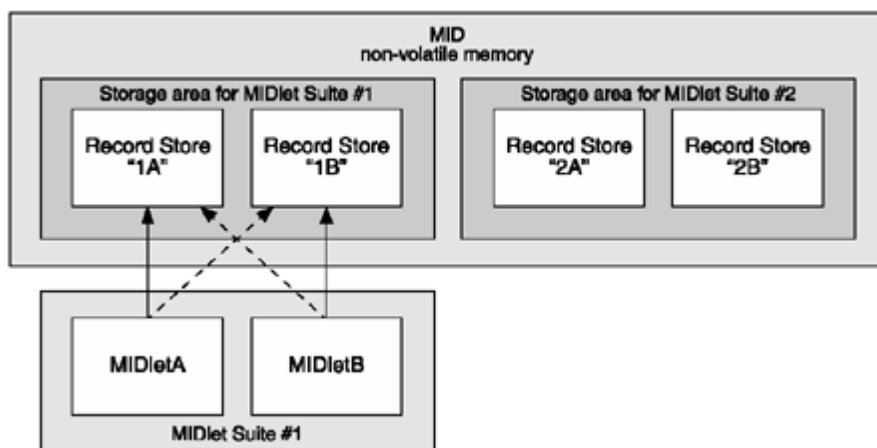 MID
non-volatile memory
Storage area for MIDlet Suite #1
Storage area for MIDlet Suite #2
Record Store
"1A"
Record Store
"1B"
Record Store
"2A"
Record Store
"2B"
MIDletA
MIDletB
MIDlet Suite #1